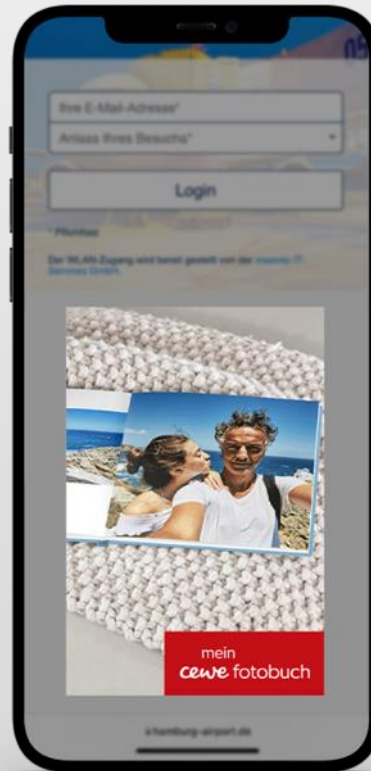 05
Ihre E-Mail-Adresse*
Anlass Ihres Besuchs*
Login
* Pflichtfeld
Der WLAN-Zugang wird bereit gestellt von der
Services GmbH.
mein
cewe fotobuch
hamburg-airport.de